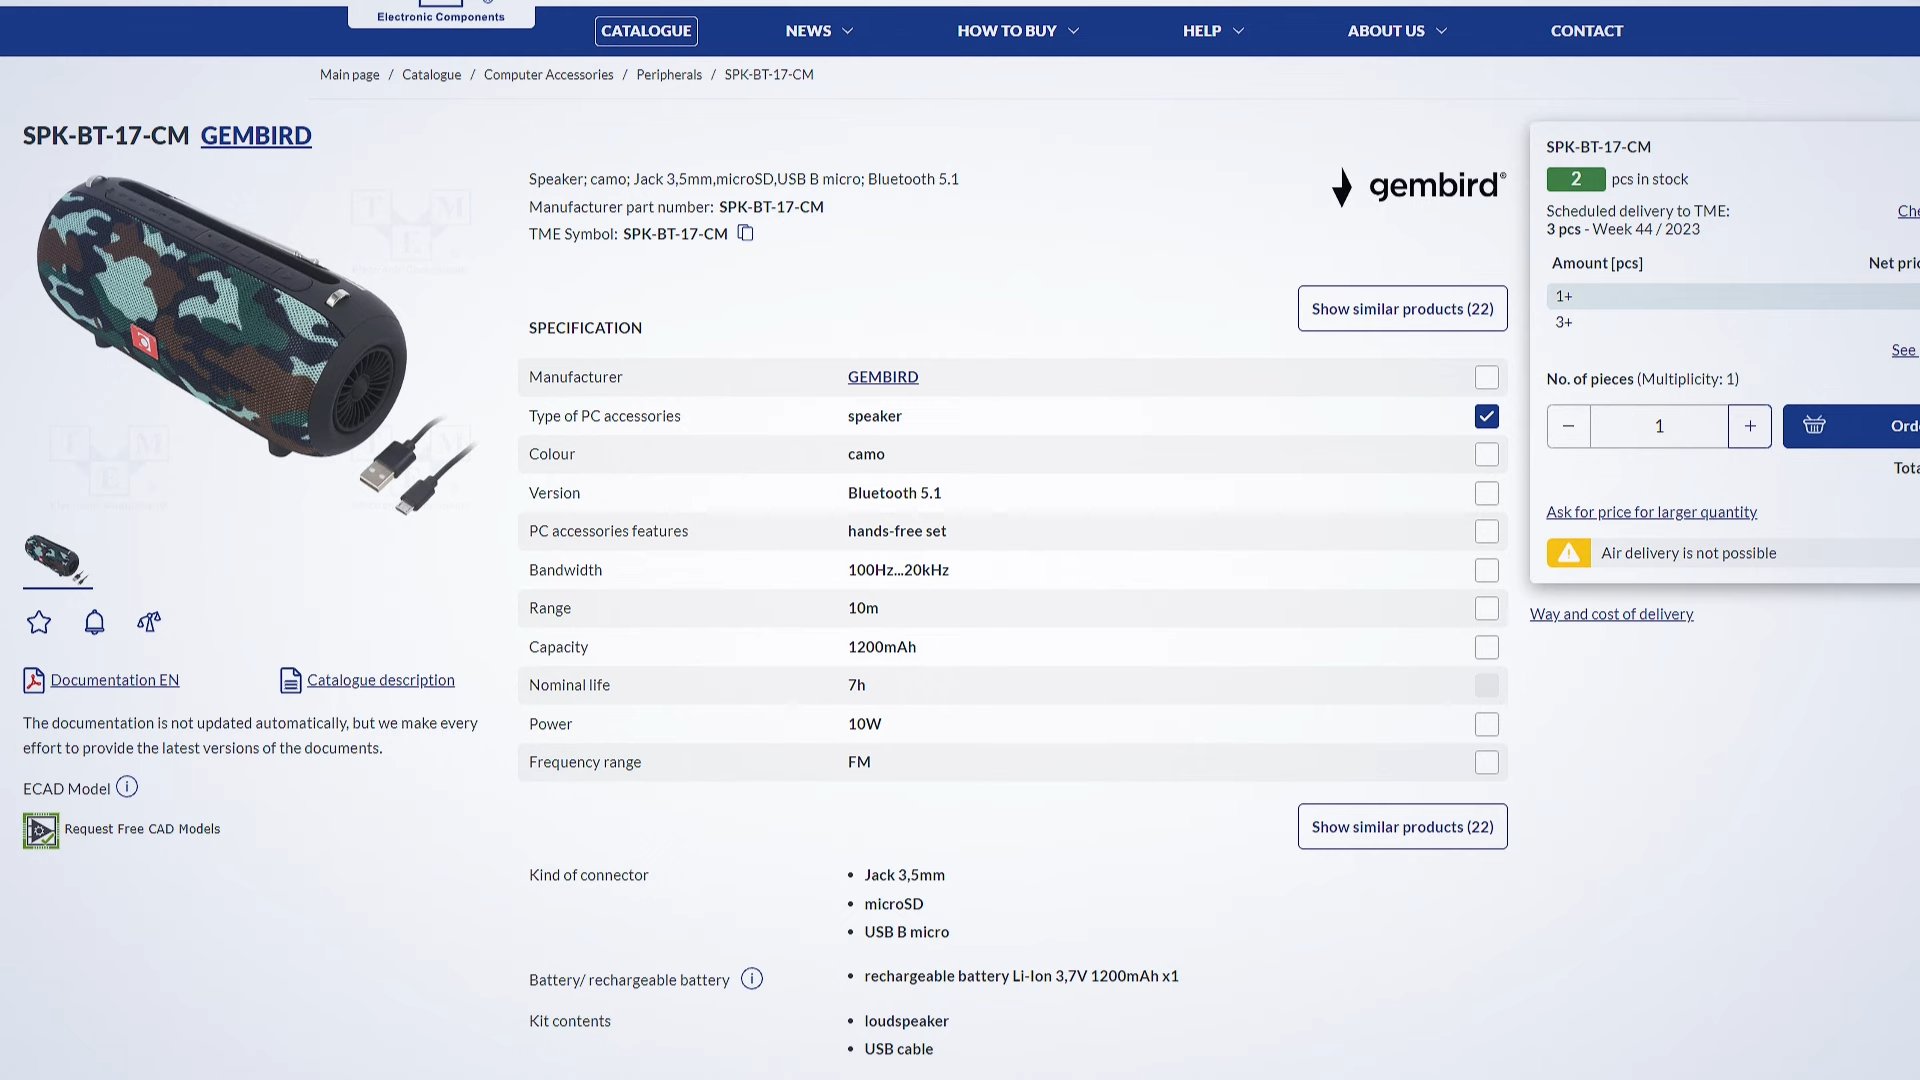 Electronic Components
CATALOGUE
NEWS
HOW TO BUY
HELP
ABOUT US
CONTACT
Main page / Catalogue / Computer Accessories / Peripherals / SPK-BT-17-CM
SPK-BT-17-CM GEMBIRD
Speaker; camo; Jack 3,5mm,microSD,USB B micro; Bluetooth 5.1
Manufacturer part number: SPK-BT-17-CM
TME Symbol: SPK-BT-17-CM
gembird®
Show similar products (22)
SPECIFICATION
Manufacturer GEMBIRD
Type of PC accessories speaker
Colour camo
Version Bluetooth 5.1
PC accessories features hands-free set
Bandwidth 100Hz...20kHz
Range 10m
Capacity 1200mAh
Nominal life 7h
Power 10W
Frequency range FM
Show similar products (22)
Kind of connector
• Jack 3,5mm
• microSD
• USB B micro
Battery/ rechargeable battery
• rechargeable battery Li-Ion 3,7V 1200mAh x1
Kit contents
• loudspeaker
• USB cable
T M
E
Documentation EN
Catalogue description
The documentation is not updated automatically, but we make every
effort to provide the latest versions of the documents.
ECAD Model
Request Free CAD Models
SPK-BT-17-CM
2 pcs in stock
Scheduled delivery to TME:
Che
3 pcs - Week 44 / 2023
Amount [pcs] Net pric
1+
3+
See
No. of pieces (Multiplicity: 1)
− 1 +
Orde
Tota
Ask for price for larger quantity
Air delivery is not possible
Way and cost of delivery